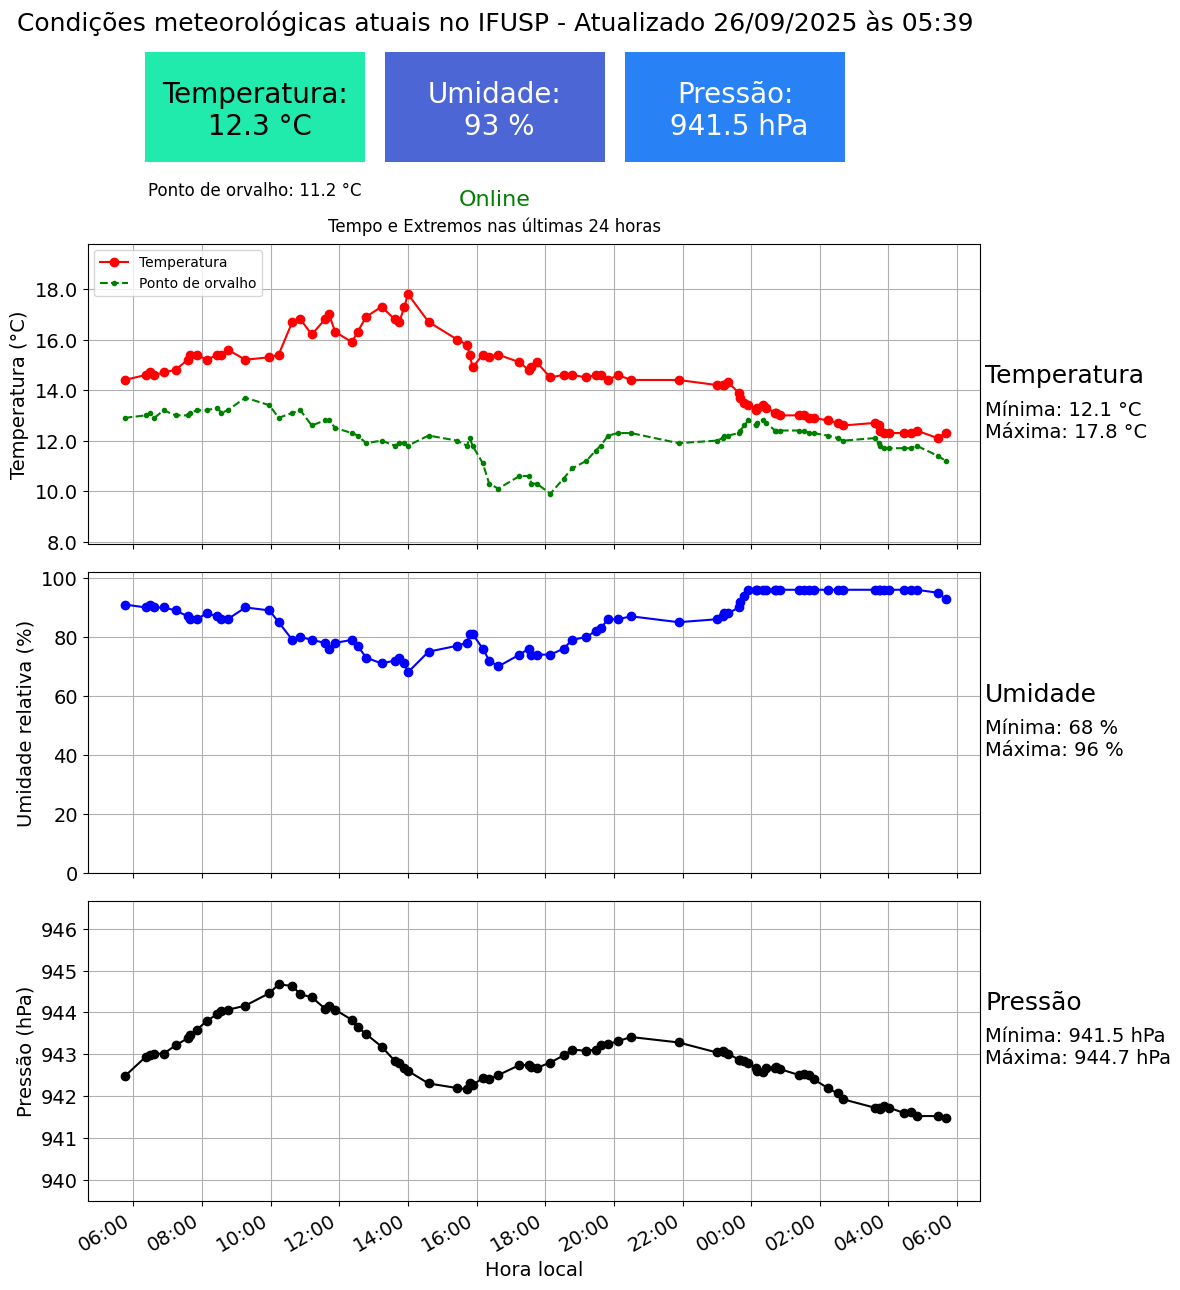 Condições meteorológicas atuais no IFUSP - Atualizado 26/09/2025 às 05:39
Temperatura:
12.3 °C
Umidade:
93 %
Pressão:
941.5 hPa
Ponto de orvalho: 11.2 °C
Online
Tempo e Extremos nas últimas 24 horas
Temperatura
Ponto de orvalho
Temperatura (°C)
18.0
16.0
14.0
12.0
10.0
8.0
Temperatura
Mínima: 12.1 °C
Máxima: 17.8 °C
Umidade relativa (%)
100
80
60
40
20
0
Umidade
Mínima: 68 %
Máxima: 96 %
Pressão (hPa)
946
945
944
943
942
941
940
Pressão
Mínima: 941.5 hPa
Máxima: 944.7 hPa
06:00 08:00 10:00 12:00 14:00 16:00 18:00 20:00 22:00 00:00 02:00 04:00 06:00
Hora local